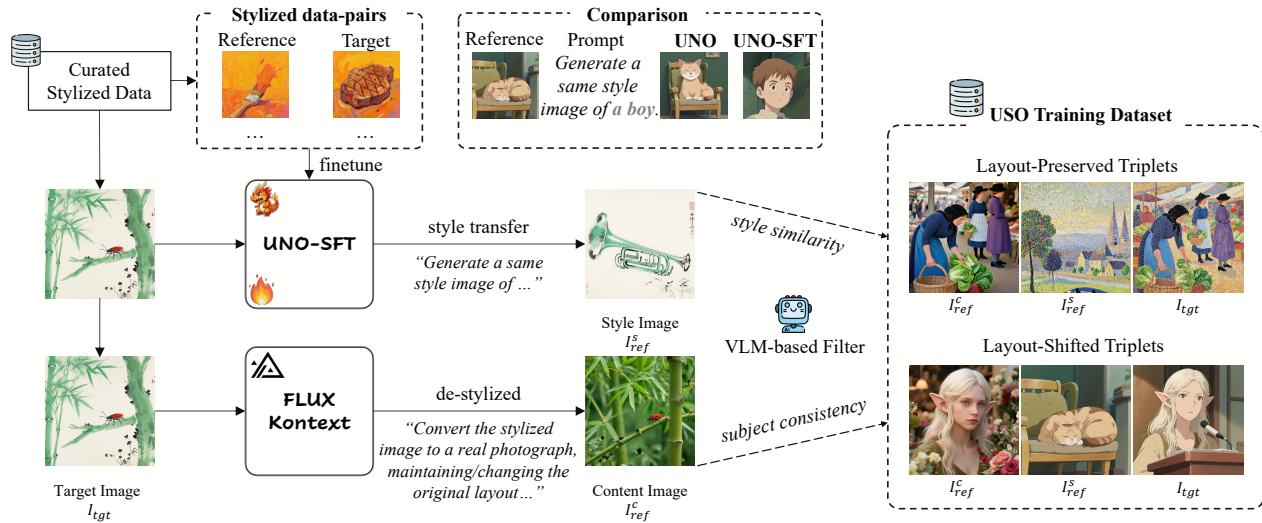 Stylized data-pairs
Reference
Target
...
...
Curated
Stylized Data
Comparison
Reference
Prompt
UNO
UNO-SFT
Generate a
same style
image of a boy.
finetune
UNO-SFT
style transfer
“Generate a same
style image of ...”
Style Image
I^s_ref
style similarity
VLM-based Filter
subject consistency
FLUX
Kontext
de-stylized
“Convert the stylized
image to a real photograph,
maintaining/changing the
original layout...”
Content Image
I^c_ref
Target Image
I_tgt
USO Training Dataset
Layout-Preserved Triplets
I^c_ref
I^s_ref
I_tgt
Layout-Shifted Triplets
I^c_ref
I^s_ref
I_tgt